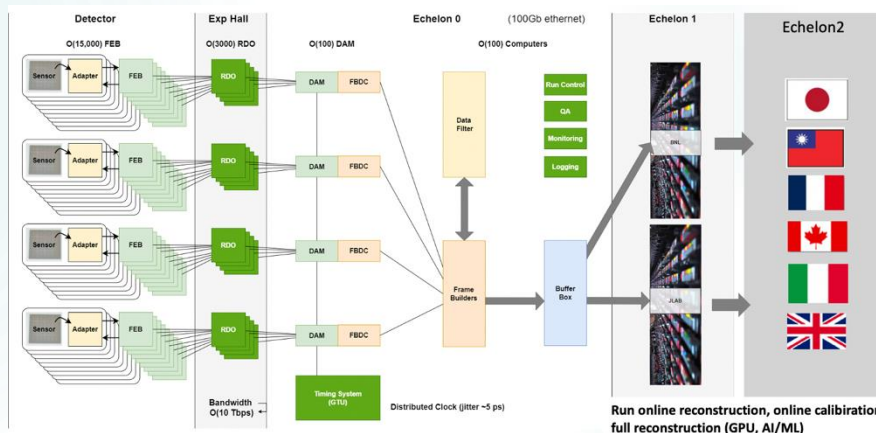 Detector
Exp Hall
Echelon 0
(100Gb ethernet)
Echelon 1
Echelon2
O(15,000) FEB
O(3000) RDO
O(100) DAM
O(100) Computers
Sensor
Adapter
FEB
RDO
DAM
FBDC
Sensor
Adapter
FEB
RDO
DAM
FBDC
Sensor
Adapter
FEB
RDO
DAM
FBDC
Sensor
Adapter
FEB
RDO
DAM
FBDC
Data
Filter
Run Control
QA
Monitoring
Logging
Frame
Builders
Buffer
Box
BNL
JLAB
Bandwidth
O(10 Tbps)
Timing System
(GTU)
Distributed Clock (jitter ~5 ps)
Run online reconstruction, online calibiration
full reconstruction (GPU, AI/ML)